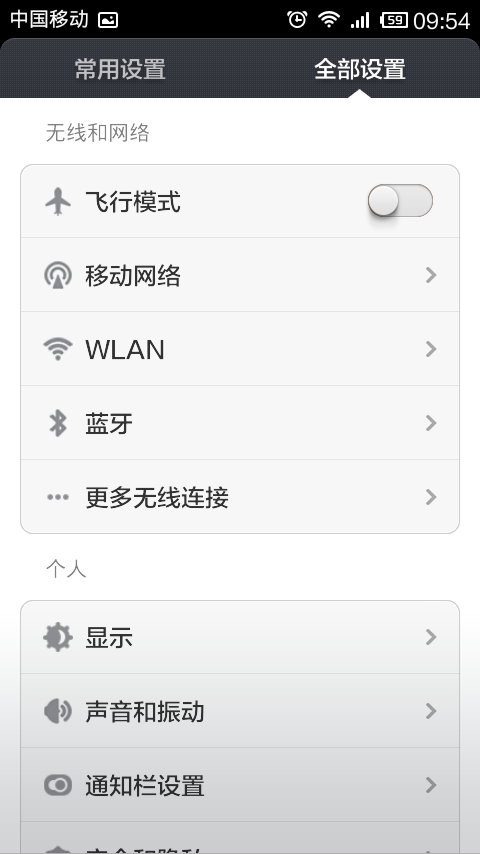 中国移动 59 09:54
常用设置 全部设置
无线和网络
飞行模式
移动网络
WLAN
蓝牙
更多无线连接
个人
显示
声音和振动
通知栏设置